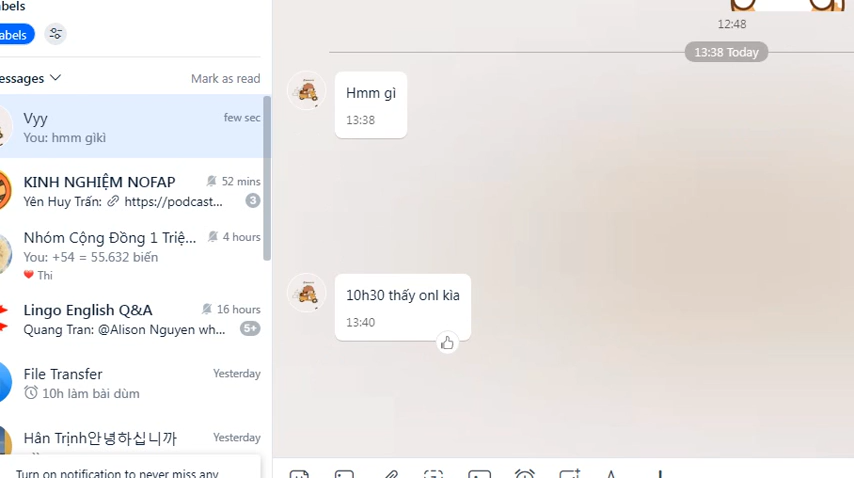 abels
abels
essages
Mark as read
Vyy
few sec
You: hmm gìkì
KINH NGHIỆM NOFAP
52 mins
Yên Huy Trấn: https://podcast...
3
Nhóm Cộng Đồng 1 Triệ...
4 hours
You: +54 = 55.632 biến
Thi
Lingo English Q&A
16 hours
Quang Tran: @Alison Nguyen wh...
5+
File Transfer
Yesterday
10h làm bài dùm
Hân Trịnh안녕하십니까
Yesterday
Turn on notification to never miss any
12:48
13:38 Today
Hmm gì
13:38
10h30 thấy onl kìa
13:40